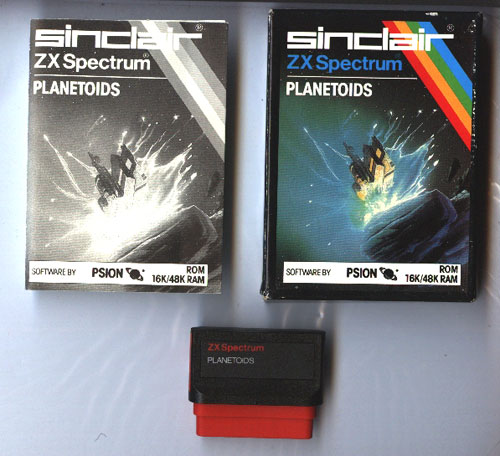 sinclair®
ZX Spectrum
PLANETOIDS
SOFTWARE BY PSION ROM
16K/48K RAM
sinclair®
ZX Spectrum
PLANETOIDS
SOFTWARE BY PSION ROM
16K/48K RAM
ZX Spectrum
PLANETOIDS